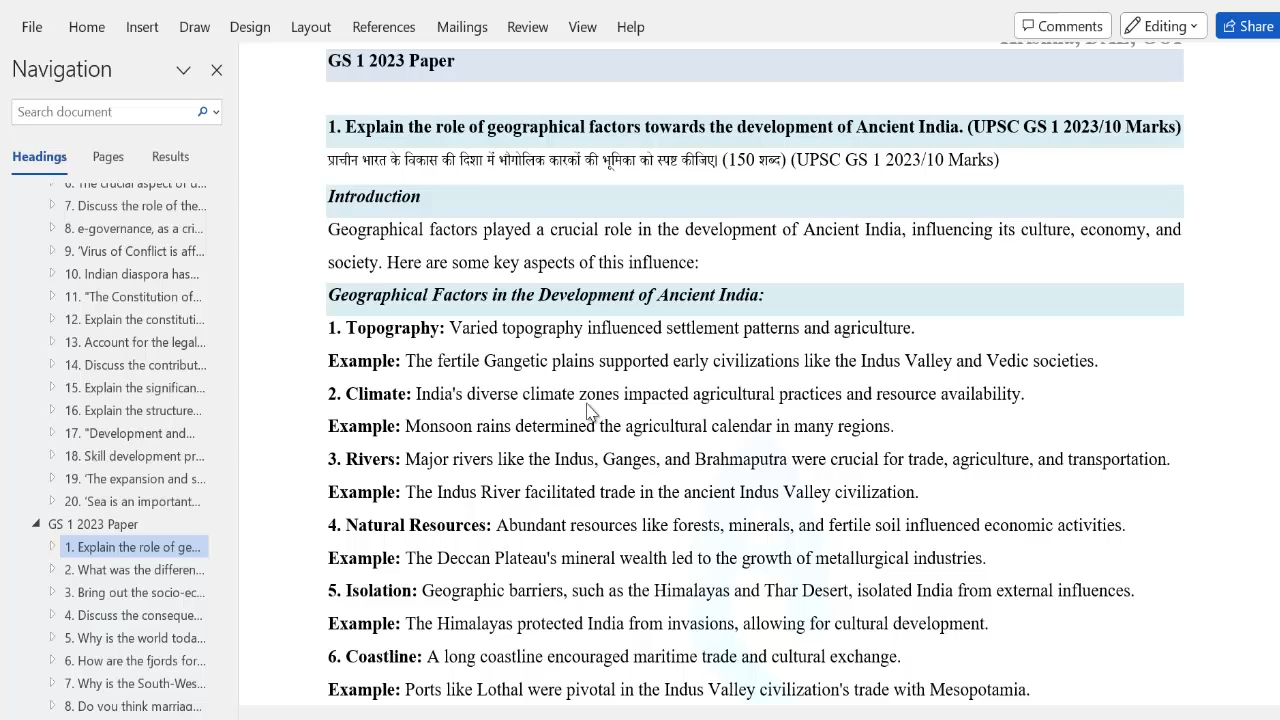 File Home Insert Draw Design Layout References Mailings Review View Help Comments Editing Share
Navigation
Search document
Headings Pages Results
7. Discuss the role of the...
8. e-governance, as a cri...
9. 'Virus of Conflict is aff...
10. Indian diaspora has...
11. "The Constitution of...
12. Explain the constituti...
13. Account for the legal...
14. Discuss the contribut...
15. Explain the significan...
16. Explain the structure...
17. "Development and...
18. Skill development pr...
19. 'The expansion and s...
20. 'Sea is an important...
GS 1 2023 Paper
1. Explain the role of ge...
2. What was the differen...
3. Bring out the socio-ec...
4. Discuss the conseque...
5. Why is the world toda...
6. How are the fjords for...
7. Why is the South-Wes...
8. Do you think marriag...
GS 1 2023 Paper
1. Explain the role of geographical factors towards the development of Ancient India. (UPSC GS 1 2023/10 Marks)
प्राचीन भारत के विकास की दिशा में भौगोलिक कारकों की भूमिका को स्पष्ट कीजिए। (150 शब्द) (UPSC GS 1 2023/10 Marks)
Introduction
Geographical factors played a crucial role in the development of Ancient India, influencing its culture, economy, and
society. Here are some key aspects of this influence:
Geographical Factors in the Development of Ancient India:
1. Topography: Varied topography influenced settlement patterns and agriculture.
Example: The fertile Gangetic plains supported early civilizations like the Indus Valley and Vedic societies.
2. Climate: India's diverse climate zones impacted agricultural practices and resource availability.
Example: Monsoon rains determined the agricultural calendar in many regions.
3. Rivers: Major rivers like the Indus, Ganges, and Brahmaputra were crucial for trade, agriculture, and transportation.
Example: The Indus River facilitated trade in the ancient Indus Valley civilization.
4. Natural Resources: Abundant resources like forests, minerals, and fertile soil influenced economic activities.
Example: The Deccan Plateau's mineral wealth led to the growth of metallurgical industries.
5. Isolation: Geographic barriers, such as the Himalayas and Thar Desert, isolated India from external influences.
Example: The Himalayas protected India from invasions, allowing for cultural development.
6. Coastline: A long coastline encouraged maritime trade and cultural exchange.
Example: Ports like Lothal were pivotal in the Indus Valley civilization's trade with Mesopotamia.